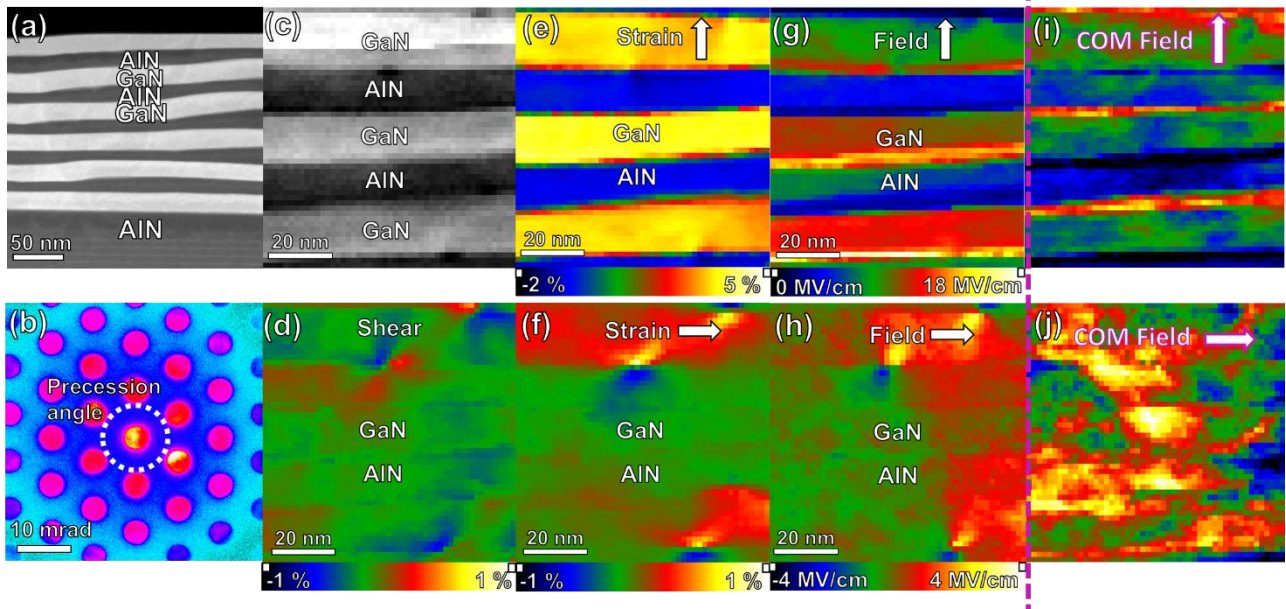 (a)
AlN
GaN
AlN
GaN
AlN
50 nm
(c)
GaN
AlN
GaN
AlN
GaN
20 nm
(e)
Strain
GaN
AlN
20 nm
-2 %
5 %
(g)
Field
GaN
AlN
20 nm
0 MV/cm
18 MV/cm
(i)
COM Field
(b)
Precession
angle
10 mrad
(d)
Shear
GaN
AlN
20 nm
-1 %
1 %
(f)
Strain
GaN
AlN
20 nm
-1 %
1 %
(h)
Field
GaN
AlN
20 nm
-4 MV/cm
4 MV/cm
(j)
COM Field